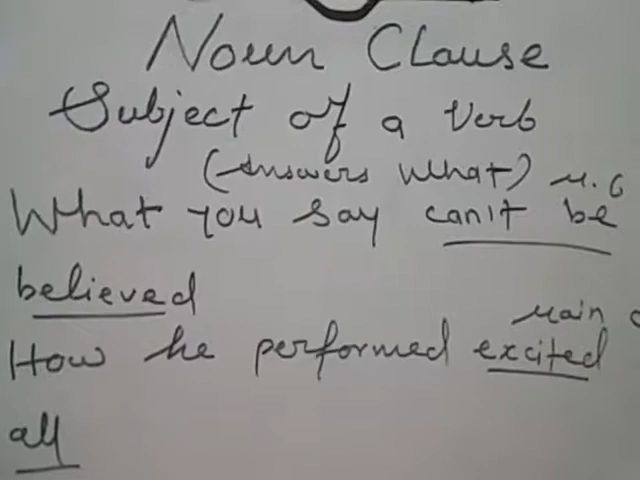 Noun Clause
Subject of a Verb
(Answers What) M.C
What you say can't be
believed
Main C
How he performed excited
all